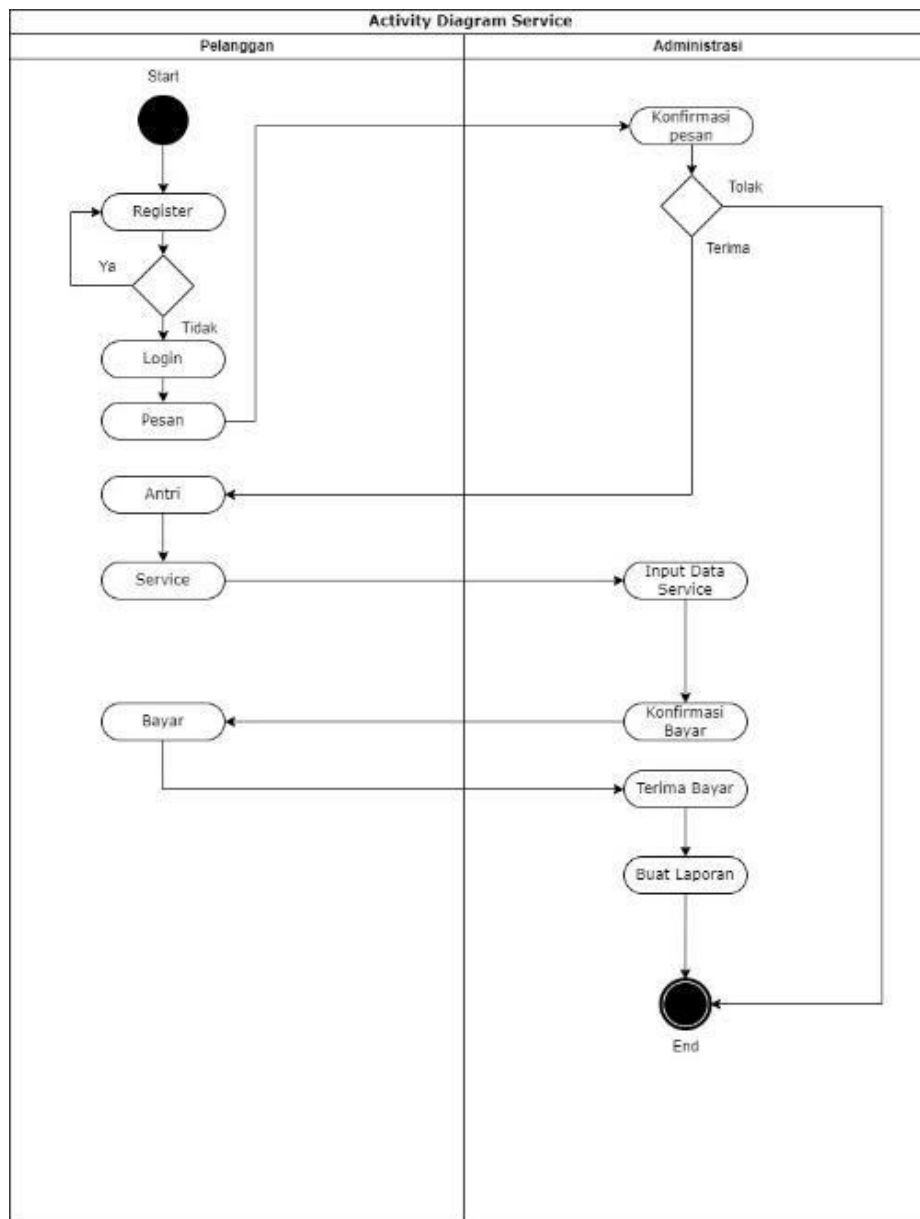 Activity Diagram Service
Pelanggan
Administrasi
Start
Konfirmasi
pesan
Tolak
Register
Terima
Ya
Tidak
Login
Pesan
Antri
Service
Input Data
Service
Bayar
Konfirmasi
Bayar
Terima Bayar
Buat Laporan
End